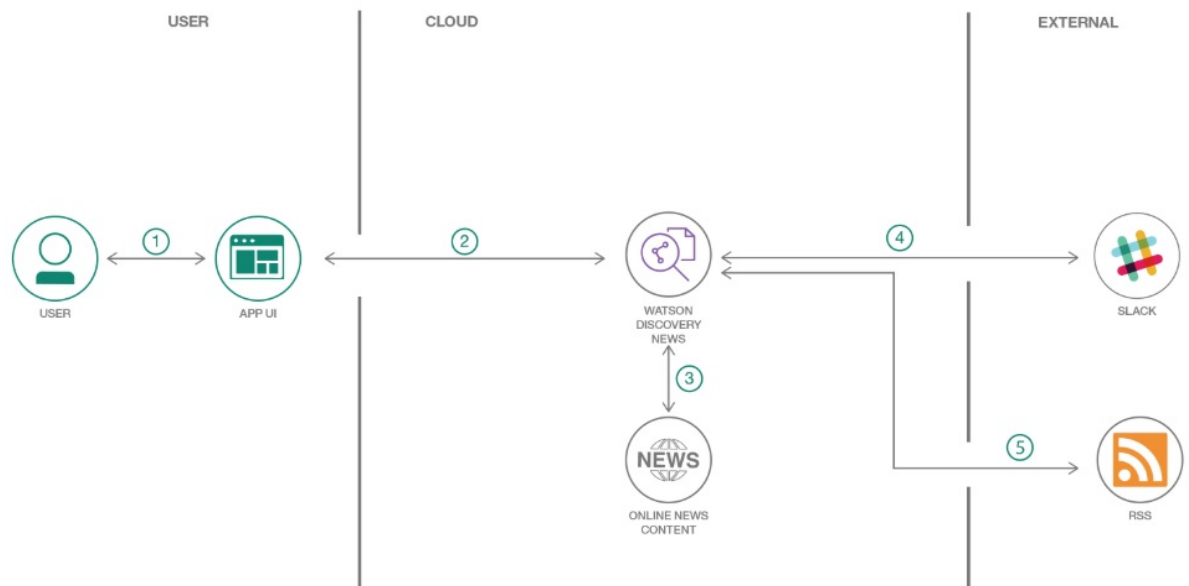 USER
CLOUD
EXTERNAL
1
2
4
USER
APP UI
WATSON
DISCOVERY
NEWS
SLACK
3
NEWS
5
ONLINE NEWS
CONTENT
RSS